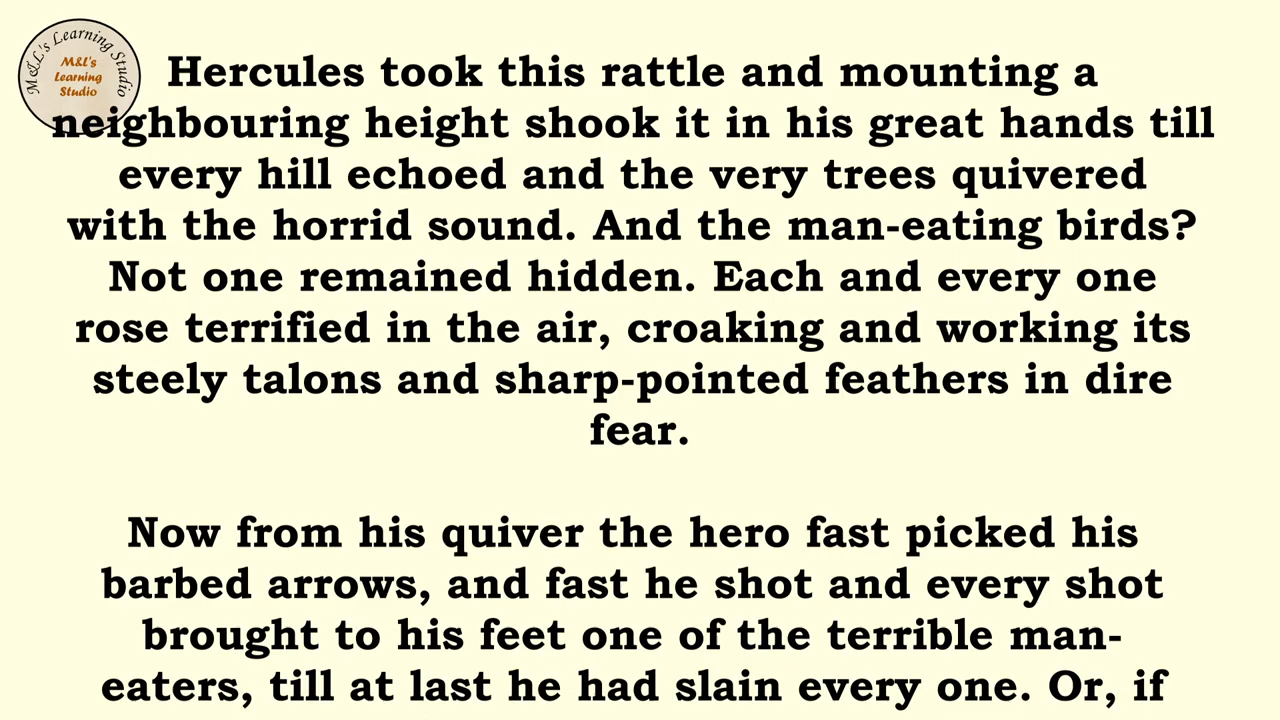 M&L's Learning Studio
M&L's
Learning
Studio
Hercules took this rattle and mounting a
neighbouring height shook it in his great hands till
every hill echoed and the very trees quivered
with the horrid sound. And the man-eating birds?
Not one remained hidden. Each and every one
rose terrified in the air, croaking and working its
steely talons and sharp-pointed feathers in dire
fear.
Now from his quiver the hero fast picked his
barbed arrows, and fast he shot and every shot
brought to his feet one of the terrible man-
eaters, till at last he had slain every one. Or, if